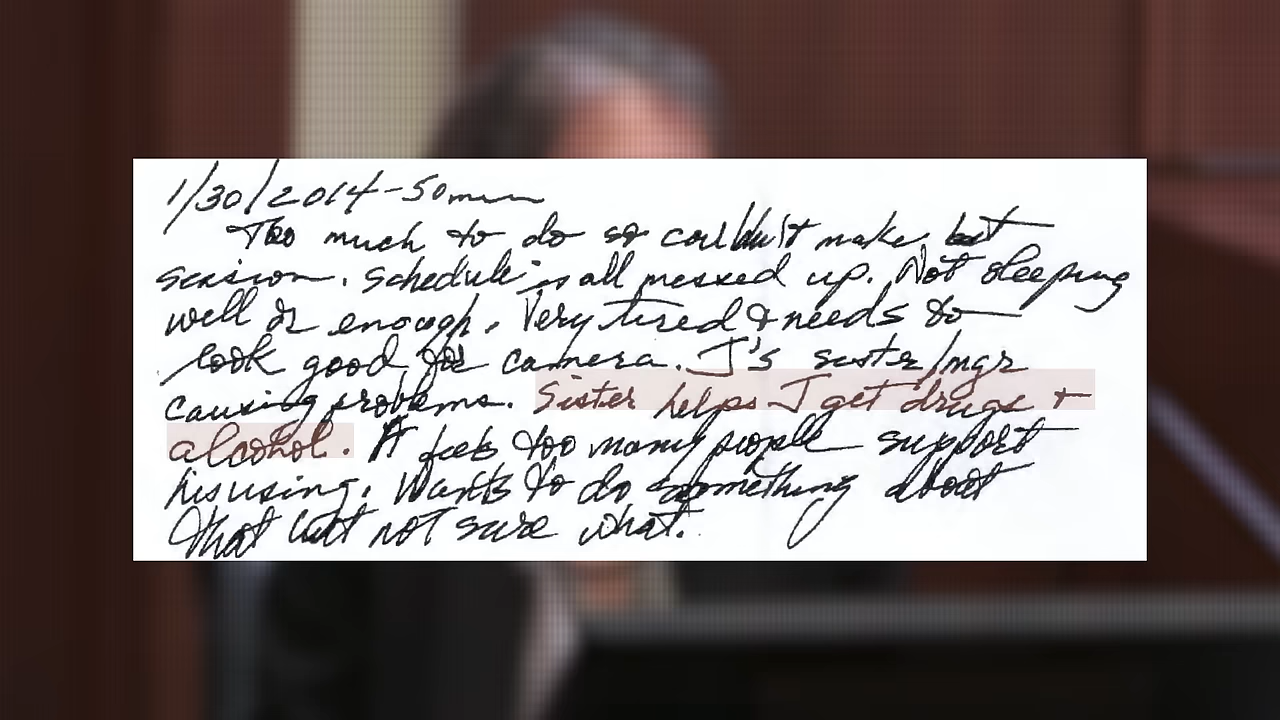 1/30/2014-50min
Too much to do so couldn't make last
session. Schedule is all messed up. Not sleeping
well or enough. Very tired & needs to
look good for camera. J's sister/mgr
causing problems. Sister helps J get drugs +
alcohol. A feels too many people support
his using. Wants to do something about
that but not sure what.